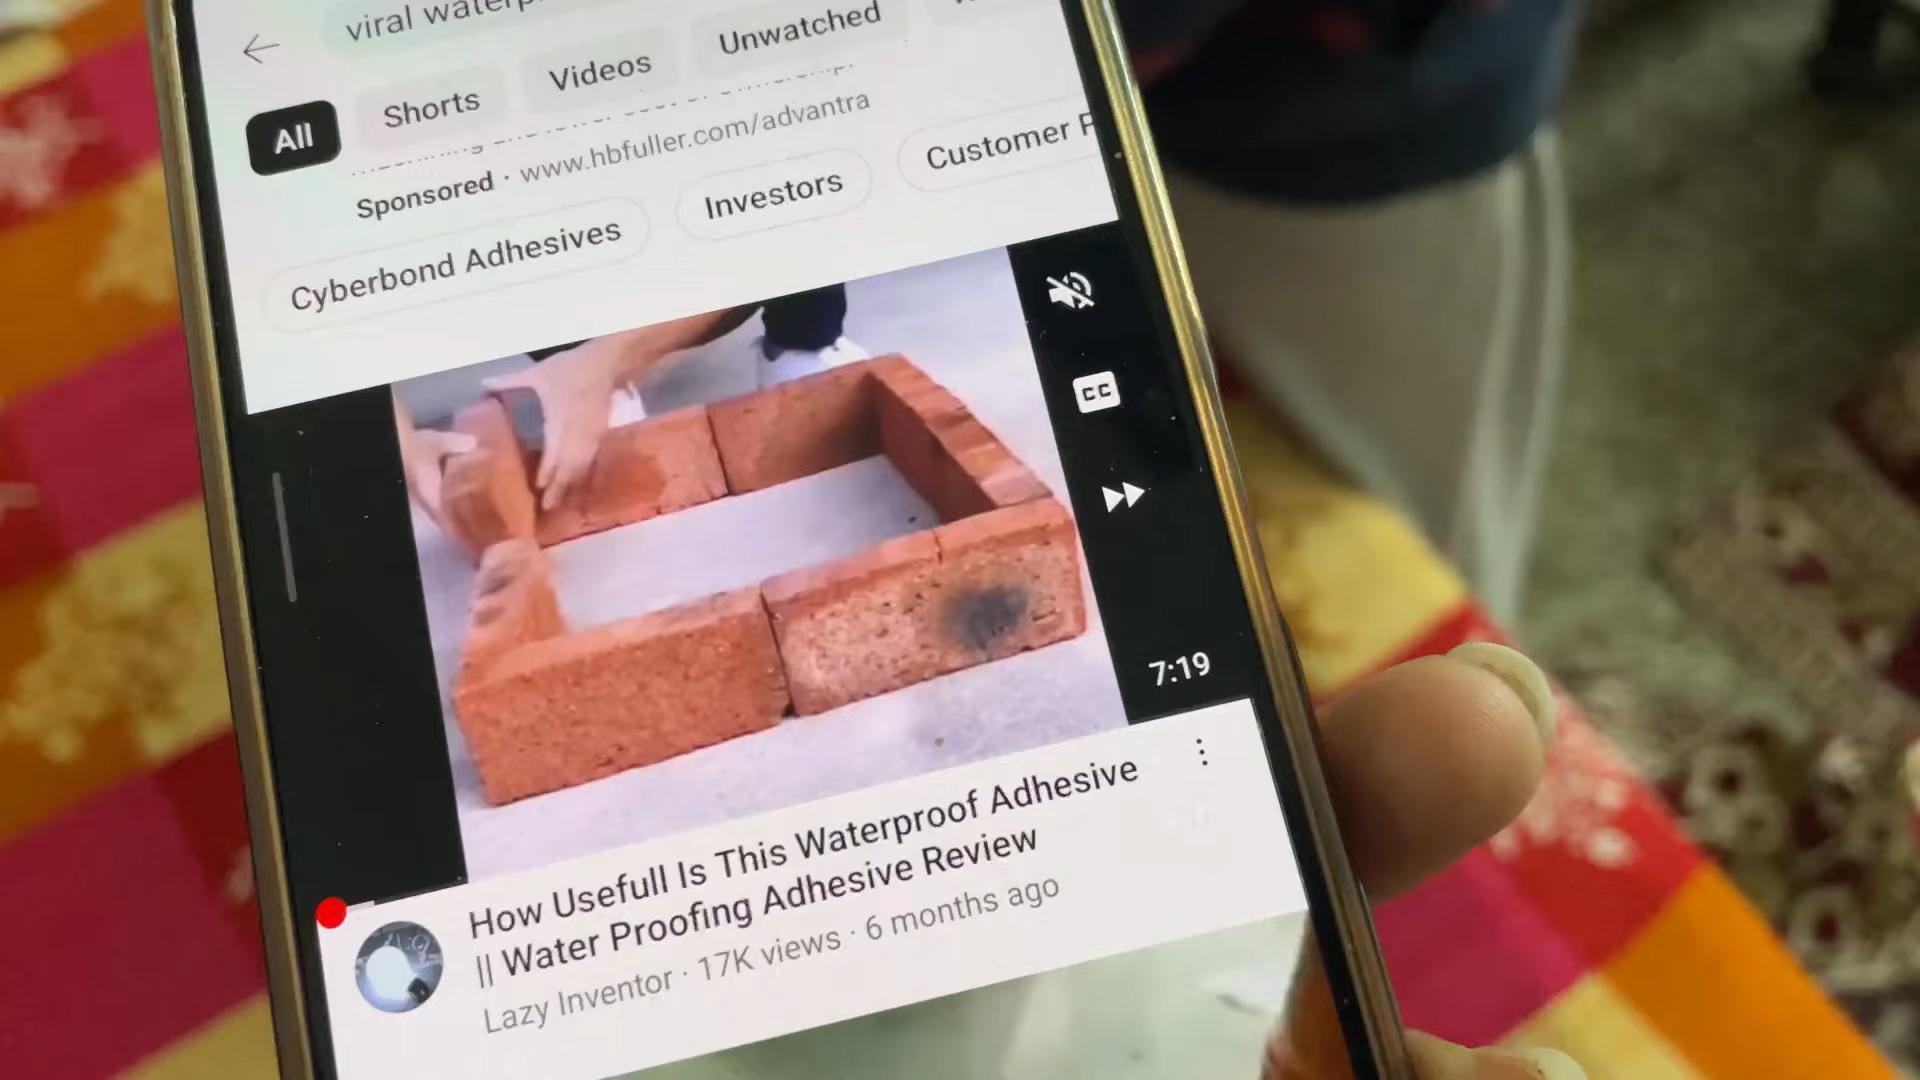 viral
All Shorts Videos Unwatched
Sponsored · www.hbfuller.com/advantra
Cyberbond Adhesives Investors Customer
CC
7:19
How Usefull Is This Waterproof Adhesive
|| Water Proofing Adhesive Review
Lazy Inventor · 17K views · 6 months ago